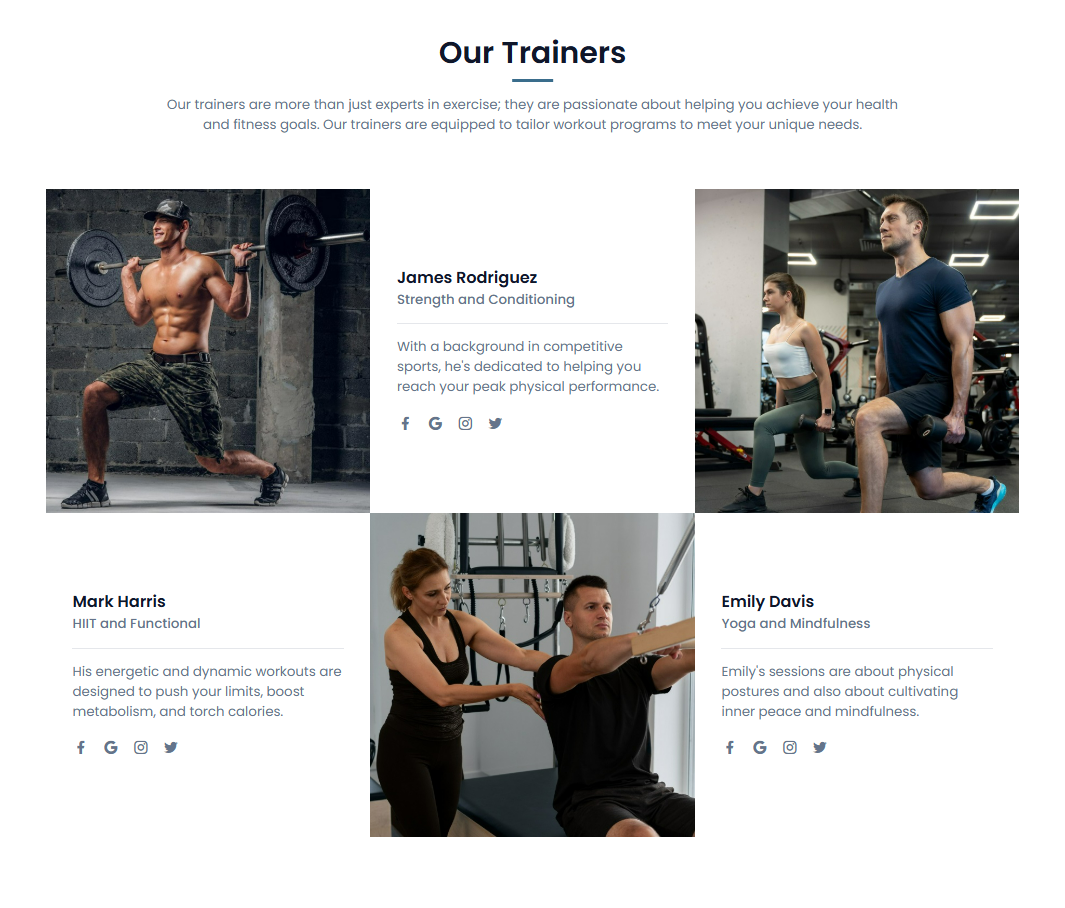 Our Trainers
Our trainers are more than just experts in exercise; they are passionate about helping you achieve your health
and fitness goals. Our trainers are equipped to tailor workout programs to meet your unique needs.
James Rodriguez
Strength and Conditioning
With a background in competitive
sports, he's dedicated to helping you
reach your peak physical performance.
Mark Harris
HIIT and Functional
His energetic and dynamic workouts are
designed to push your limits, boost
metabolism, and torch calories.
Emily Davis
Yoga and Mindfulness
Emily's sessions are about physical
postures and also about cultivating
inner peace and mindfulness.